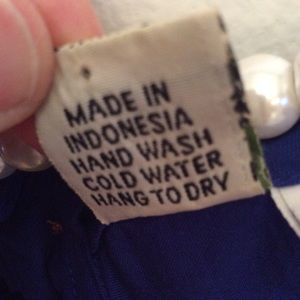 MADE IN
INDONESIA
HAND WASH
COLD WATER
HANG TO DRY